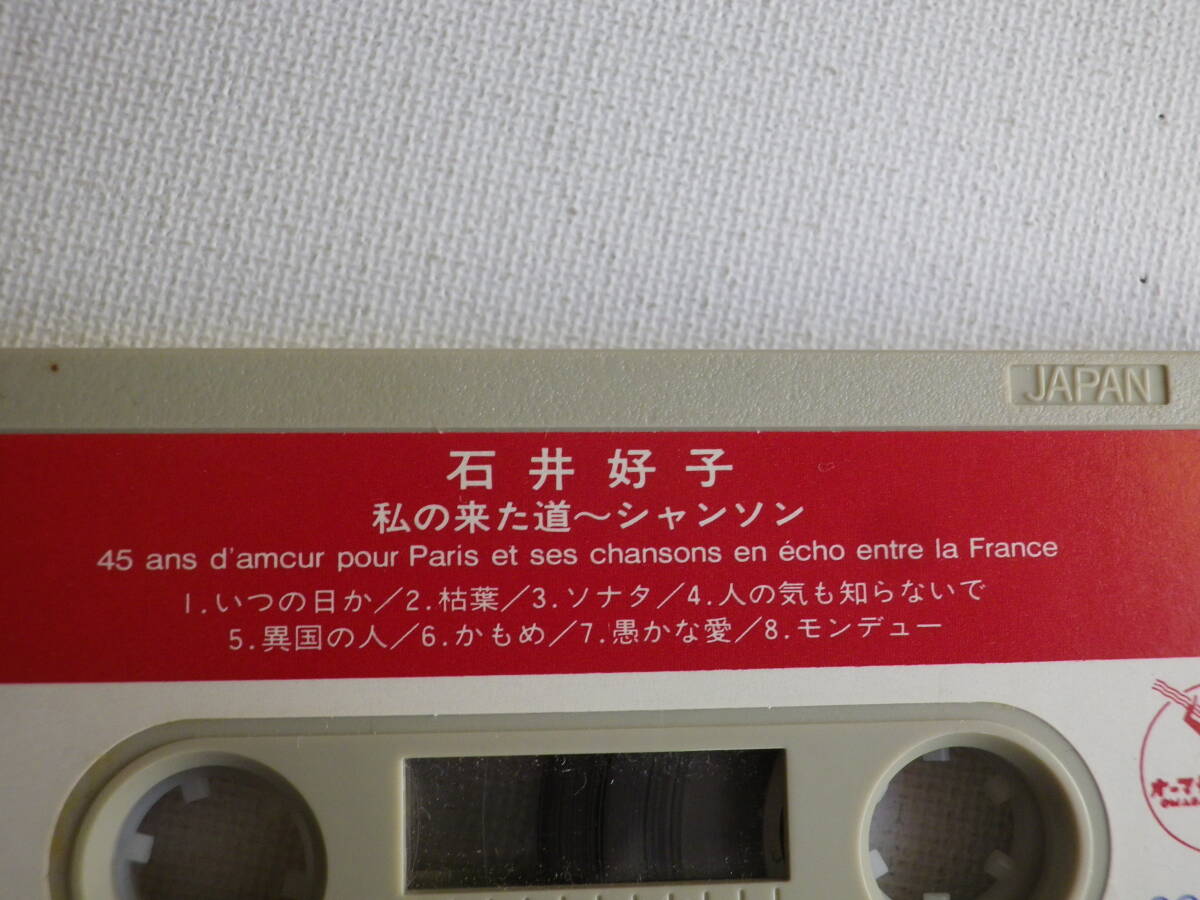 JAPAN
石井好子
私の来た道～シャンソン
45 ans d'amcur pour Paris et ses chansons en écho entre la France
1.いつの日か／2.枯葉／3.ソナタ／4.人の気も知らないで
5.異国の人／6.かもめ／7.愚かな愛／8.モンデュー